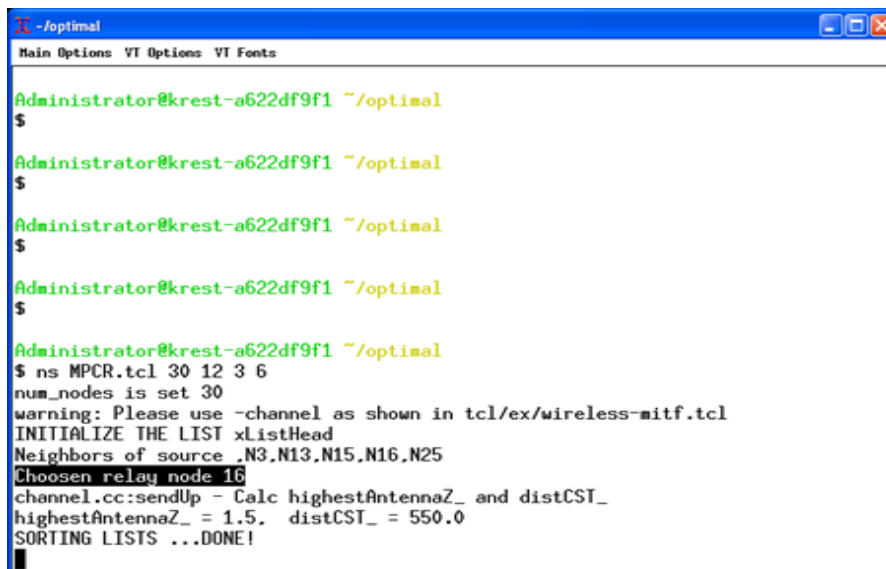 ~/optimal
Main Options VT Options VT Fonts
Administrator@krest-a622df9f1 ~/optimal
$
Administrator@krest-a622df9f1 ~/optimal
$
Administrator@krest-a622df9f1 ~/optimal
$
Administrator@krest-a622df9f1 ~/optimal
$
Administrator@krest-a622df9f1 ~/optimal
$ ns MPCR.tcl 30 12 3 6
num_nodes is set 30
warning: Please use -channel as shown in tcl/ex/wireless-mitf.tcl
INITIALIZE THE LIST xListHead
Neighbors of source ,N3,N13,N15,N16,N25
Choosen relay node 16
channel.cc:sendUp - Calc highestAntennaZ_ and distCST_
highestAntennaZ_ = 1.5,  distCST_ = 550.0
SORTING LISTS ...DONE!